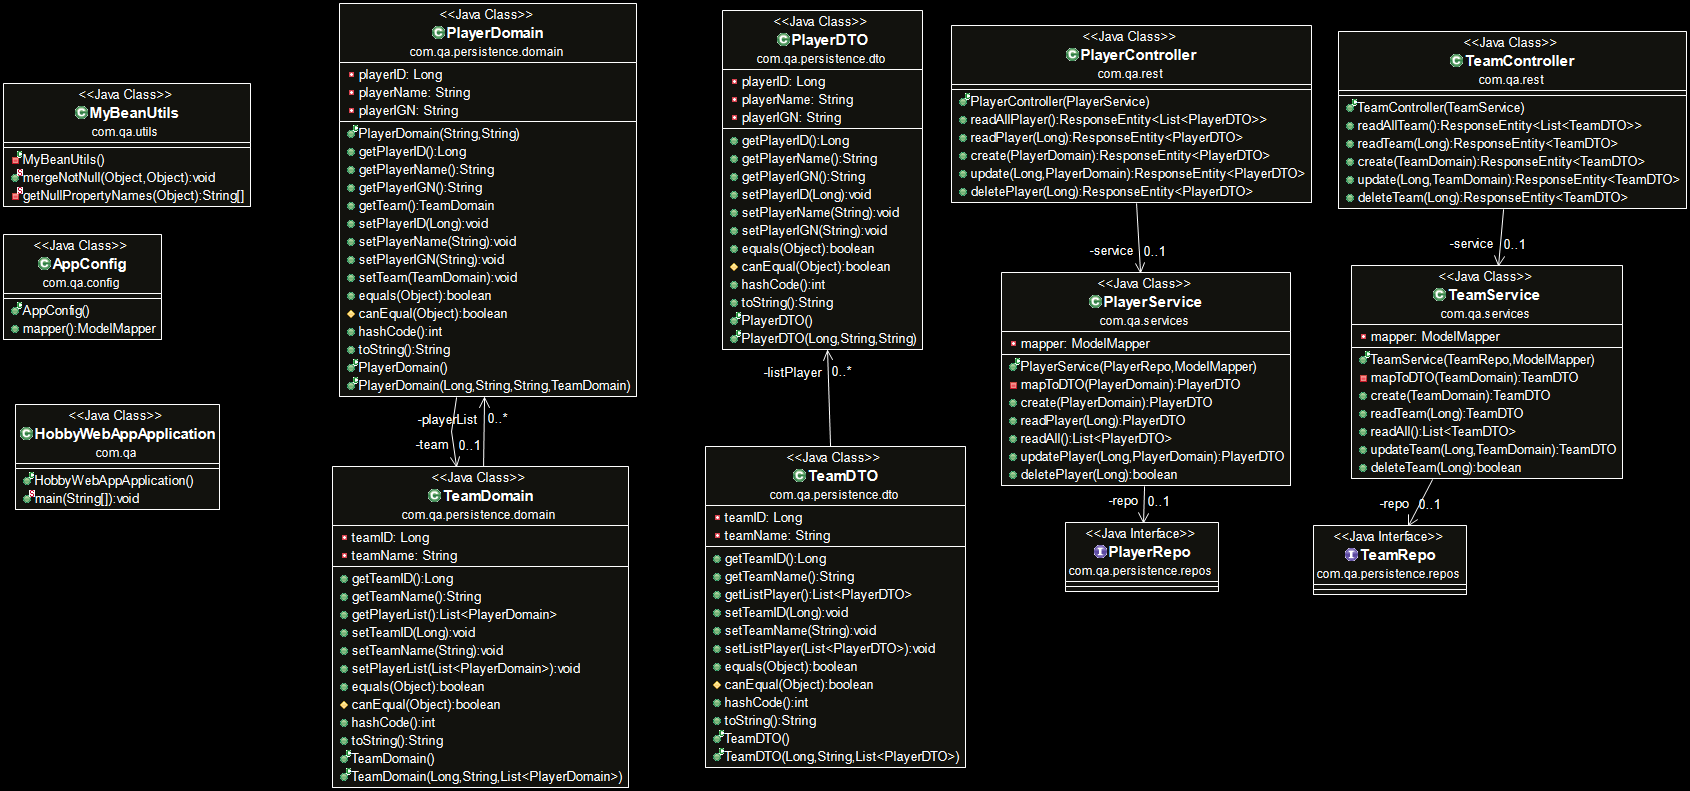 <<Java Class>>
MyBeanUtils
com.qa.utils
MyBeanUtils()
mergeNotNull(Object,Object):void
getNullPropertyNames(Object):String[]
<<Java Class>>
AppConfig
com.qa.config
AppConfig()
mapper():ModelMapper
<<Java Class>>
HobbyWebAppApplication
com.qa
HobbyWebAppApplication()
main(String[]):void
<<Java Class>>
PlayerDomain
com.qa.persistence.domain
playerID: Long
playerName: String
playerIGN: String
PlayerDomain(String,String)
getPlayerID():Long
getPlayerName():String
getPlayerIGN():String
getTeam():TeamDomain
setPlayerID(Long):void
setPlayerName(String):void
setPlayerIGN(String):void
setTeam(TeamDomain):void
equals(Object):boolean
canEqual(Object):boolean
hashCode():int
toString():String
PlayerDomain()
PlayerDomain(Long,String,String,TeamDomain)
-playerList 0..*
-team 0..1
<<Java Class>>
TeamDomain
com.qa.persistence.domain
teamID: Long
teamName: String
getTeamID():Long
getTeamName():String
getPlayerList():List<PlayerDomain>
setTeamID(Long):void
setTeamName(String):void
setPlayerList(List<PlayerDomain>):void
equals(Object):boolean
canEqual(Object):boolean
hashCode():int
toString():String
TeamDomain()
TeamDomain(Long,String,List<PlayerDomain>)
<<Java Class>>
PlayerDTO
com.qa.persistence.dto
playerID: Long
playerName: String
playerIGN: String
getPlayerID():Long
getPlayerName():String
getPlayerIGN():String
setPlayerID(Long):void
setPlayerName(String):void
setPlayerIGN(String):void
equals(Object):boolean
canEqual(Object):boolean
hashCode():int
toString():String
PlayerDTO()
PlayerDTO(Long,String,String)
-listPlayer 0..*
<<Java Class>>
TeamDTO
com.qa.persistence.dto
teamID: Long
teamName: String
getTeamID():Long
getTeamName():String
getListPlayer():List<PlayerDTO>
setTeamID(Long):void
setTeamName(String):void
setListPlayer(List<PlayerDTO>):void
equals(Object):boolean
canEqual(Object):boolean
hashCode():int
toString():String
TeamDTO()
TeamDTO(Long,String,List<PlayerDTO>)
<<Java Class>>
PlayerController
com.qa.rest
PlayerController(PlayerService)
readAllPlayer():ResponseEntity<List<PlayerDTO>>
readPlayer(Long):ResponseEntity<PlayerDTO>
create(PlayerDomain):ResponseEntity<PlayerDTO>
update(Long,PlayerDomain):ResponseEntity<PlayerDTO>
deletePlayer(Long):ResponseEntity<PlayerDTO>
-service 0..1
<<Java Class>>
PlayerService
com.qa.services
mapper: ModelMapper
PlayerService(PlayerRepo,ModelMapper)
mapToDTO(PlayerDomain):PlayerDTO
create(PlayerDomain):PlayerDTO
readPlayer(Long):PlayerDTO
readAll():List<PlayerDTO>
updatePlayer(Long,PlayerDomain):PlayerDTO
deletePlayer(Long):boolean
-repo 0..1
<<Java Interface>>
PlayerRepo
com.qa.persistence.repos
<<Java Class>>
TeamController
com.qa.rest
TeamController(TeamService)
readAllTeam():ResponseEntity<List<TeamDTO>>
readTeam(Long):ResponseEntity<TeamDTO>
create(TeamDomain):ResponseEntity<TeamDTO>
update(Long,TeamDomain):ResponseEntity<TeamDTO>
deleteTeam(Long):ResponseEntity<TeamDTO>
-service 0..1
<<Java Class>>
TeamService
com.qa.services
mapper: ModelMapper
TeamService(TeamRepo,ModelMapper)
mapToDTO(TeamDomain):TeamDTO
create(TeamDomain):TeamDTO
readTeam(Long):TeamDTO
readAll():List<TeamDTO>
updateTeam(Long,TeamDomain):TeamDTO
deleteTeam(Long):boolean
-repo 0..1
<<Java Interface>>
TeamRepo
com.qa.persistence.repos